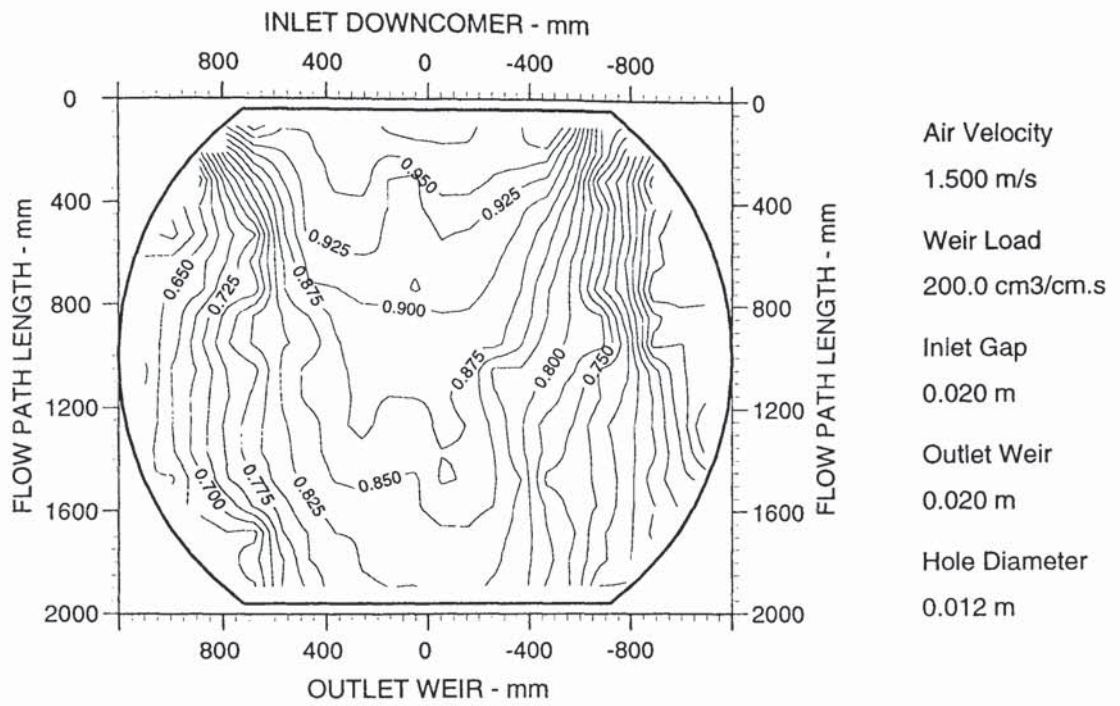 INLET DOWNCOMER - mm
800 400 0 -400 -800
0 0
400 400
800 800
1200 1200
1600 1600
2000 2000
FLOW PATH LENGTH - mm
FLOW PATH LENGTH - mm
0.950
0.925
0.925
0.650
0.725
0.875
0.900
0.875
0.800
0.750
0.850
0.700
0.775
0.825
800 400 0 -400 -800
OUTLET WEIR - mm
Air Velocity
1.500 m/s
Weir Load
200.0 cm3/cm.s
Inlet Gap
0.020 m
Outlet Weir
0.020 m
Hole Diameter
0.012 m